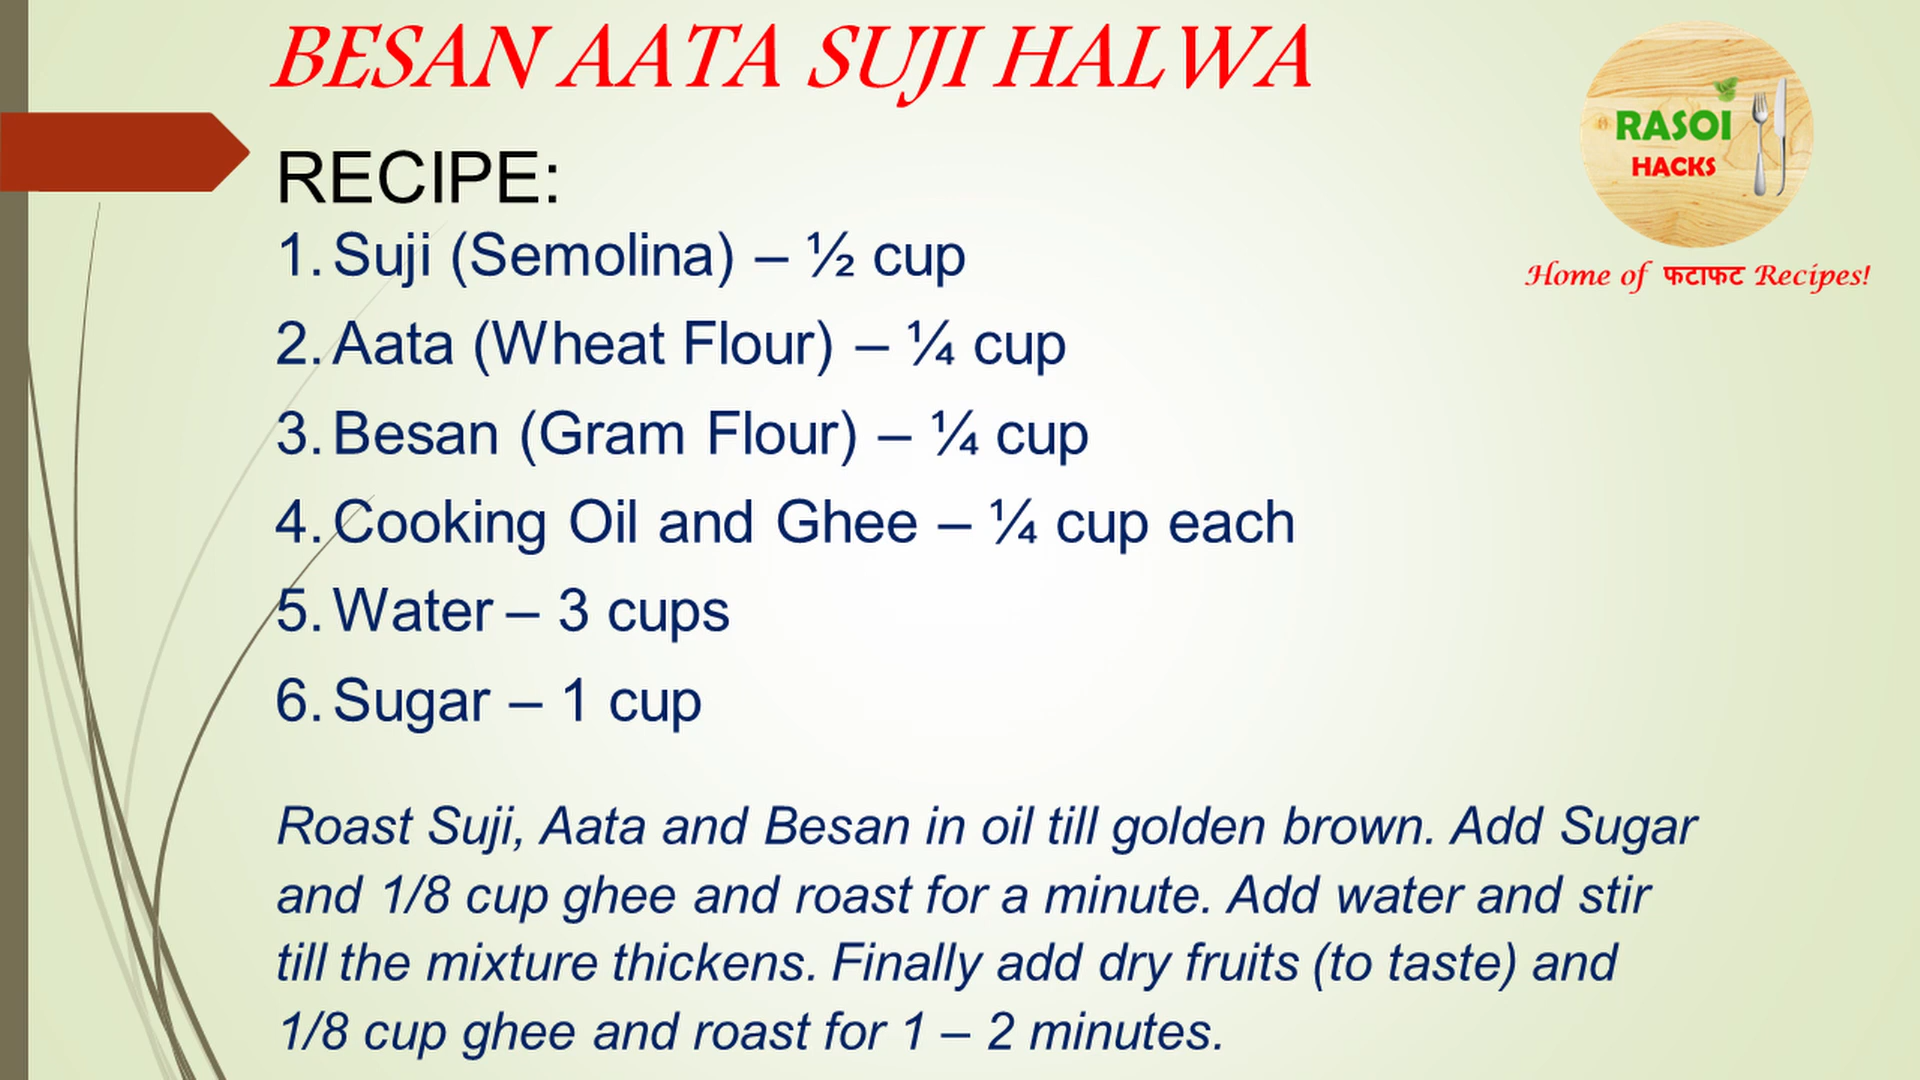 BESAN AATA SUJI HALWA
RASOI
HACKS
Home of फटाफट Recipes!
RECIPE:
1. Suji (Semolina) – ½ cup
2. Aata (Wheat Flour) – ¼ cup
3. Besan (Gram Flour) – ¼ cup
4. Cooking Oil and Ghee – ¼ cup each
5. Water – 3 cups
6. Sugar – 1 cup
Roast Suji, Aata and Besan in oil till golden brown. Add Sugar
and 1/8 cup ghee and roast for a minute. Add water and stir
till the mixture thickens. Finally add dry fruits (to taste) and
1/8 cup ghee and roast for 1 – 2 minutes.